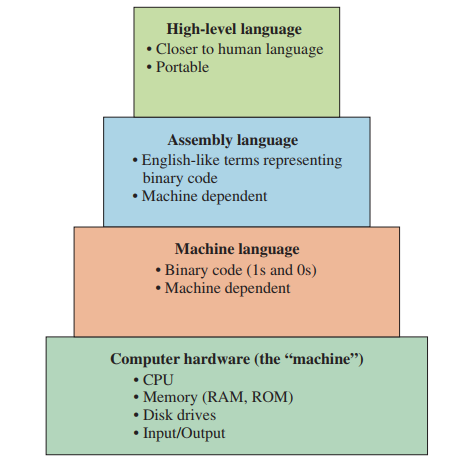 High-level language
• Closer to human language
• Portable
Assembly language
• English-like terms representing
binary code
• Machine dependent
Machine language
• Binary code (1s and 0s)
• Machine dependent
Computer hardware (the “machine”)
• CPU
• Memory (RAM, ROM)
• Disk drives
• Input/Output